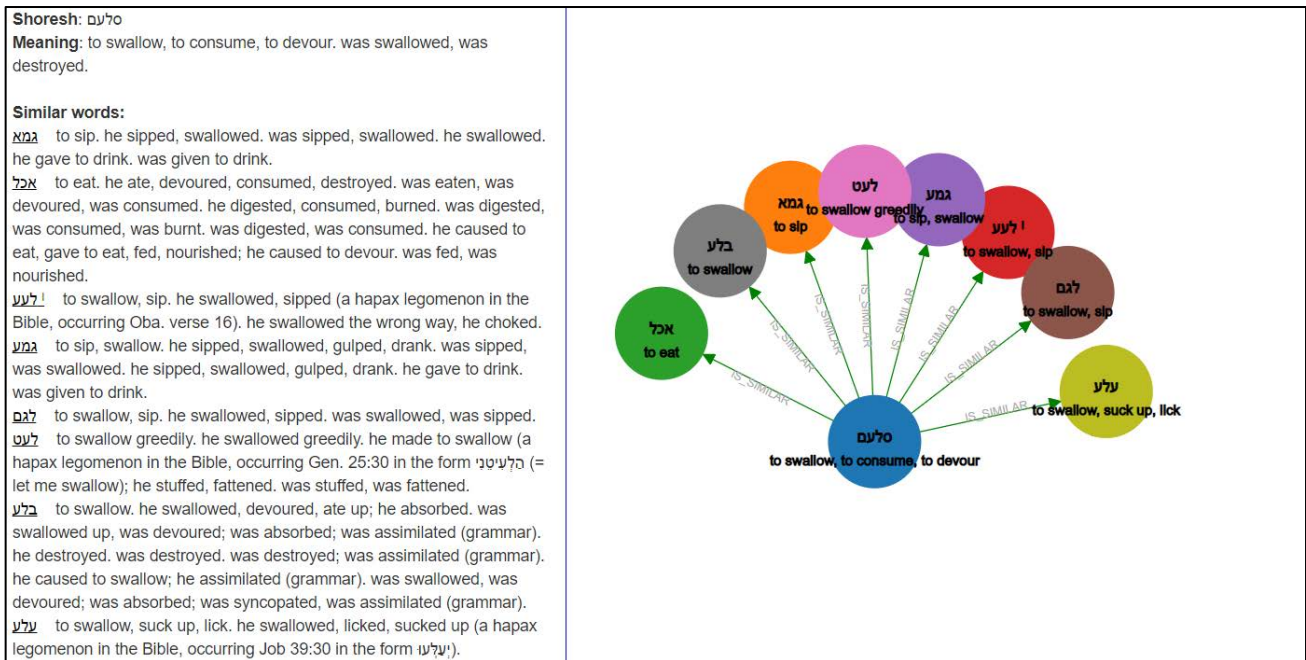 Shoresh: סלעם
Meaning: to swallow, to consume, to devour. was swallowed, was
destroyed.
Similar words:
גמא to sip. he sipped, swallowed. was sipped, swallowed. he swallowed.
he gave to drink. was given to drink.
אכל to eat. he ate, devoured, consumed, destroyed. was eaten, was
devoured, was consumed. he digested, consumed, burned. was digested,
was consumed, was burnt. was digested, was consumed. he caused to
eat, gave to eat, fed, nourished; he caused to devour. was fed, was
nourished.
לעע ᴵ to swallow, sip. he swallowed, sipped (a hapax legomenon in the
Bible, occurring Oba. verse 16). he swallowed the wrong way, he choked.
גמע to sip, swallow. he sipped, swallowed, gulped, drank. was sipped,
was swallowed. he sipped, swallowed, gulped, drank. he gave to drink.
was given to drink.
לגם to swallow, sip. he swallowed, sipped. was swallowed, was sipped.
לעט to swallow greedily. he swallowed greedily. he made to swallow (a
hapax legomenon in the Bible, occurring Gen. 25:30 in the form הַלְעִיטֵנִי (=
let me swallow); he stuffed, fattened. was stuffed, was fattened.
בלע to swallow. he swallowed, devoured, ate up; he absorbed. was
swallowed up, was devoured; was absorbed; was assimilated (grammar).
he destroyed. was destroyed. was destroyed; was assimilated (grammar).
he caused to swallow; he assimilated (grammar). was swallowed, was
devoured; was absorbed; was syncopated, was assimilated (grammar).
עלע to swallow, suck up, lick. he swallowed, licked, sucked up (a hapax
legomenon in the Bible, occurring Job 39:30 in the form יְעַלְעוּ).
אכל
to eat
בלע
to swallow
גמא
to sip
לעט
to swallow greedily
גמע
to sip, swallow
לעע ᴵ
to swallow, sip
לגם
to swallow, sip
עלע
to swallow, suck up, lick
IS_SIMILAR
IS_SIMILAR
IS_SIMILAR
IS_SIMILAR
IS_SIMILAR
IS_SIMILAR
IS_SIMILAR
IS_SIMILAR
סלעם
to swallow, to consume, to devour